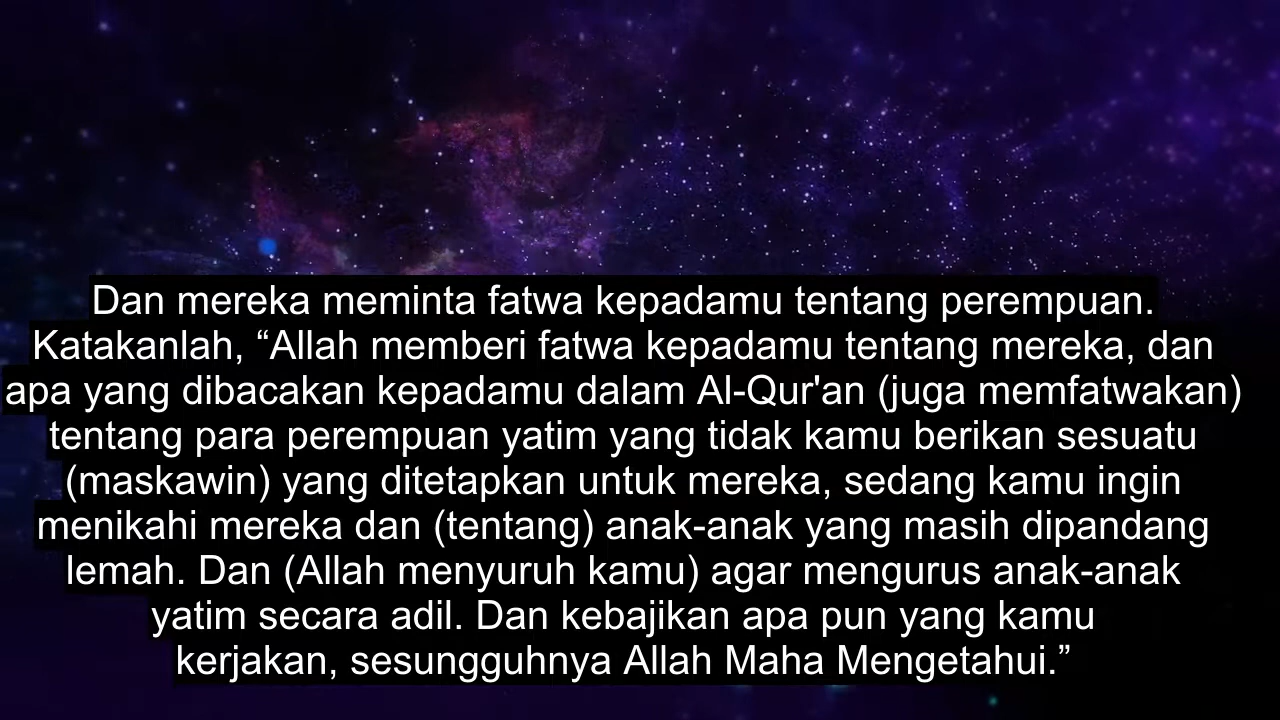 Dan mereka meminta fatwa kepadamu tentang perempuan.
Katakanlah, “Allah memberi fatwa kepadamu tentang mereka, dan
apa yang dibacakan kepadamu dalam Al-Qur'an (juga memfatwakan)
tentang para perempuan yatim yang tidak kamu berikan sesuatu
(maskawin) yang ditetapkan untuk mereka, sedang kamu ingin
menikahi mereka dan (tentang) anak-anak yang masih dipandang
lemah. Dan (Allah menyuruh kamu) agar mengurus anak-anak
yatim secara adil. Dan kebajikan apa pun yang kamu
kerjakan, sesungguhnya Allah Maha Mengetahui.”